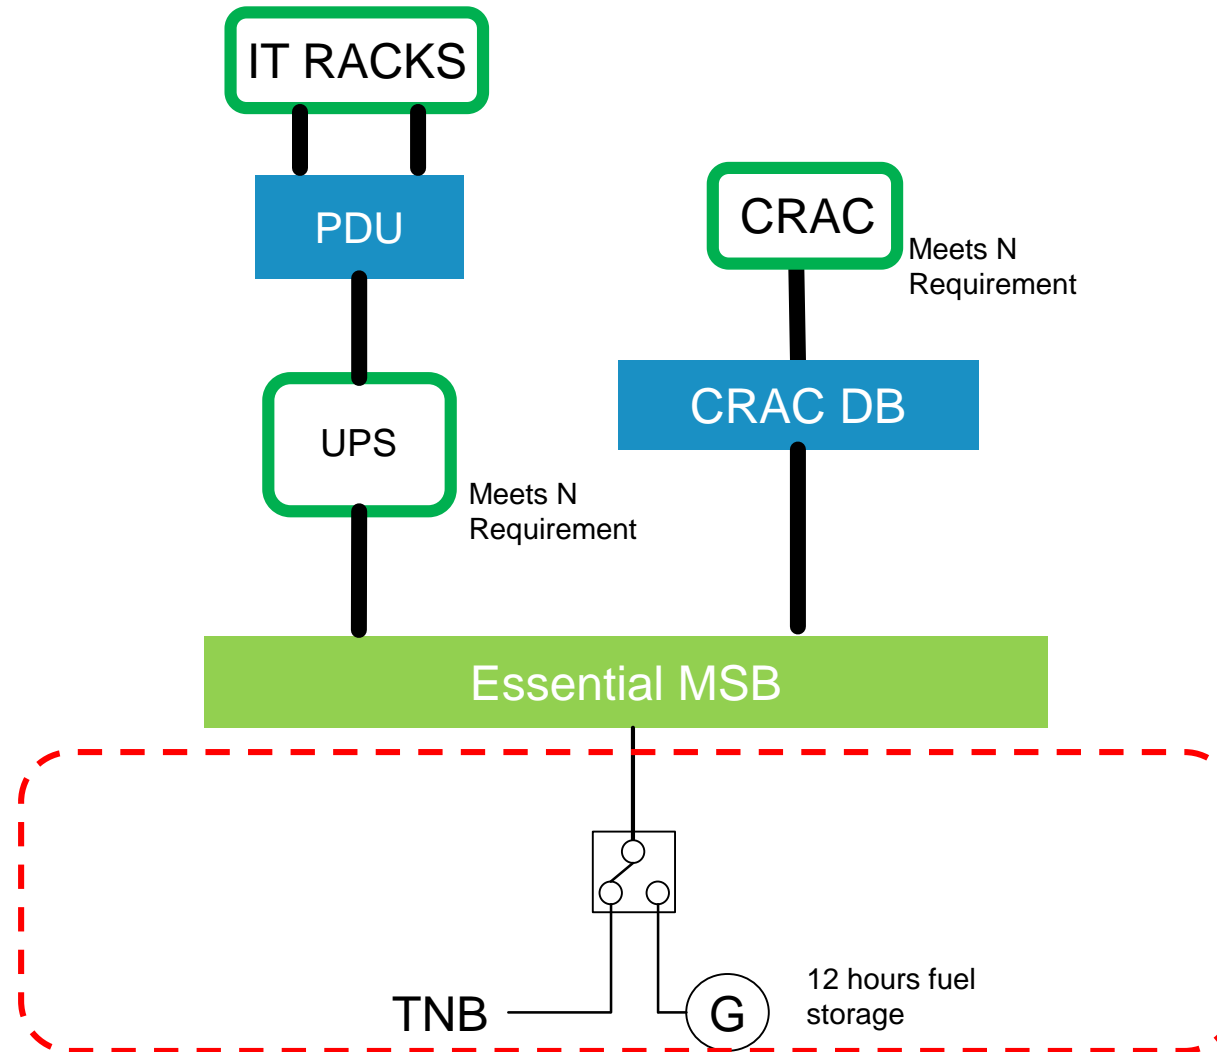 IT RACKS
PDU
CRAC
Meets N
Requirement
CRAC DB
UPS
Meets N
Requirement
Essential MSB
12 hours fuel
storage
TNB
G